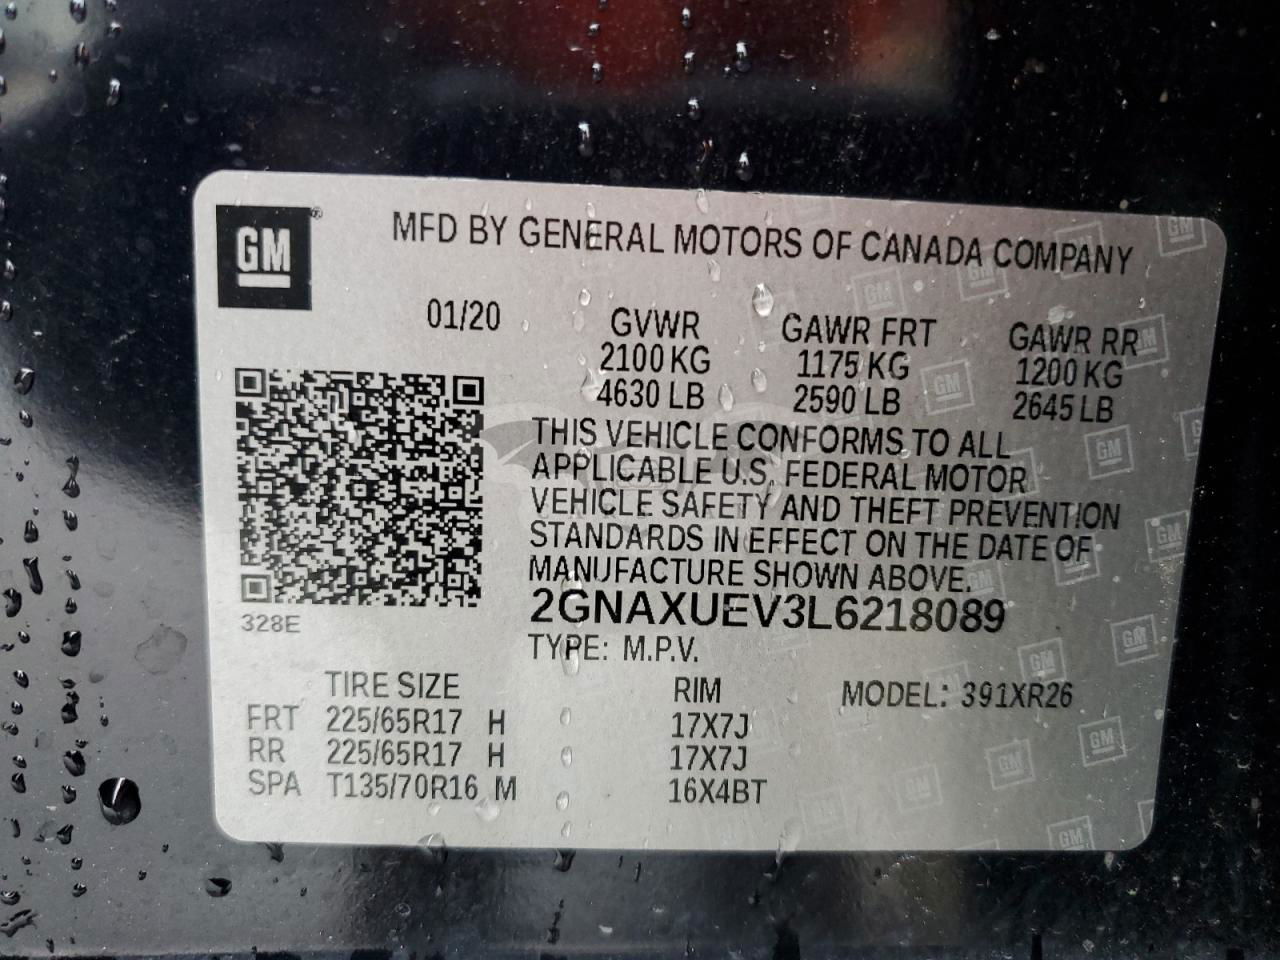 GM ®
MFD BY GENERAL MOTORS OF CANADA COMPANY
01/20
GVWR GAWR FRT GAWR RR
2100 KG 1175 KG 1200 KG
4630 LB 2590 LB 2645 LB
THIS VEHICLE CONFORMS TO ALL
APPLICABLE U.S. FEDERAL MOTOR
VEHICLE SAFETY AND THEFT PREVENTION
STANDARDS IN EFFECT ON THE DATE OF
MANUFACTURE SHOWN ABOVE.
328E
2GNAXUEV3L6218089
TYPE: M.P.V.
TIRE SIZE RIM MODEL: 391XR26
FRT 225/65R17 H 17X7J
RR 225/65R17 H 17X7J
SPA T135/70R16 M 16X4BT